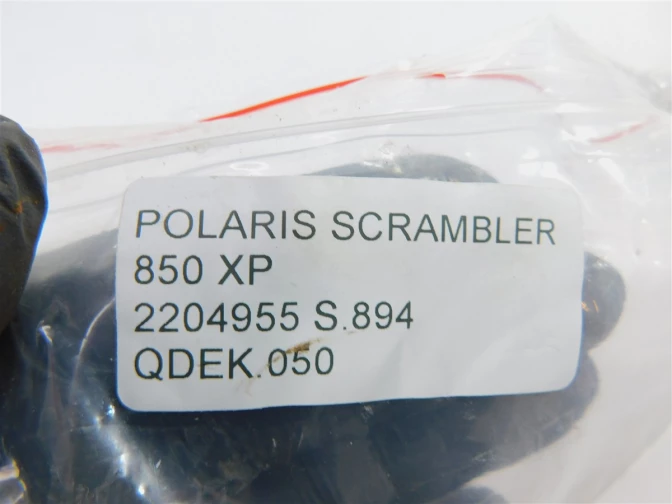 POLARIS SCRAMBLER
850 XP
2204955 S.894
QDEK.050